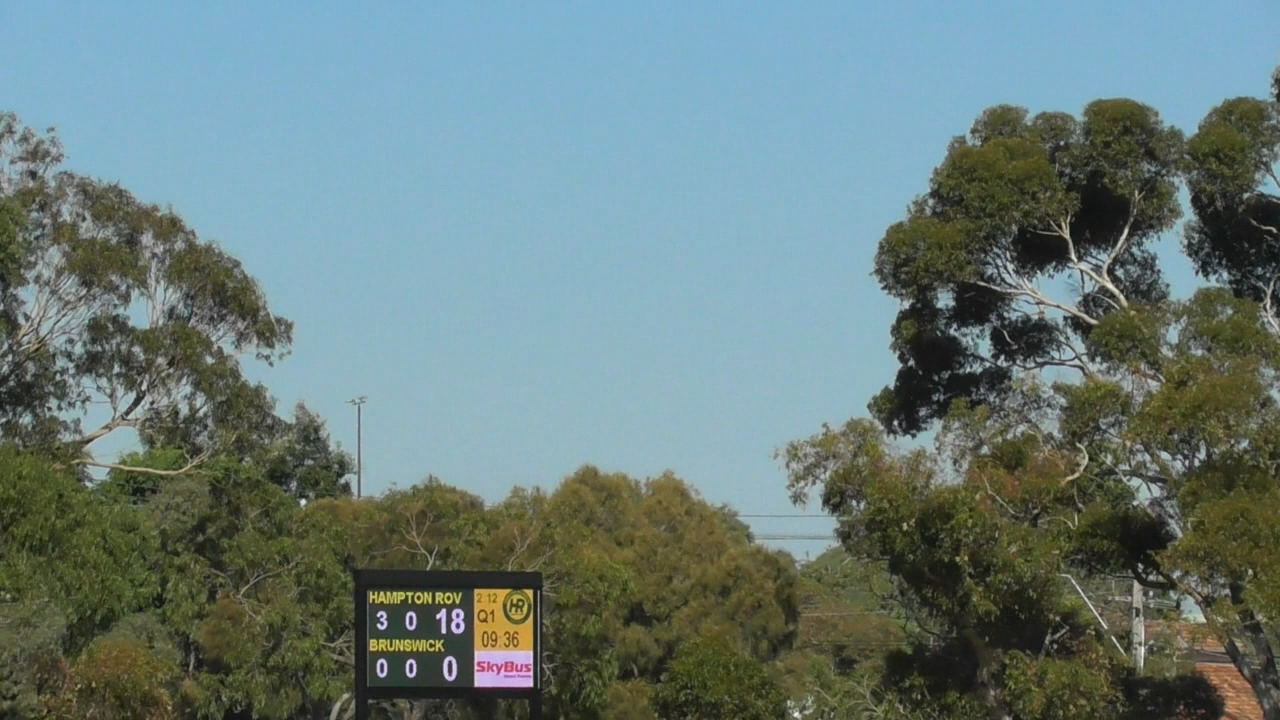 HAMPTON ROV
3 0 18
BRUNSWICK
0 0 0
2:12
HR
Q1
09:36
SkyBus